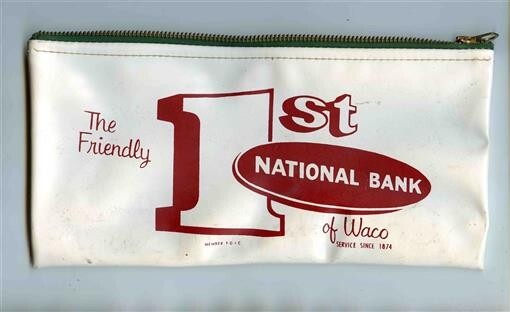 The
Friendly
1st
NATIONAL BANK
of Waco
SERVICE SINCE 1874
MEMBER F.D.I.C.